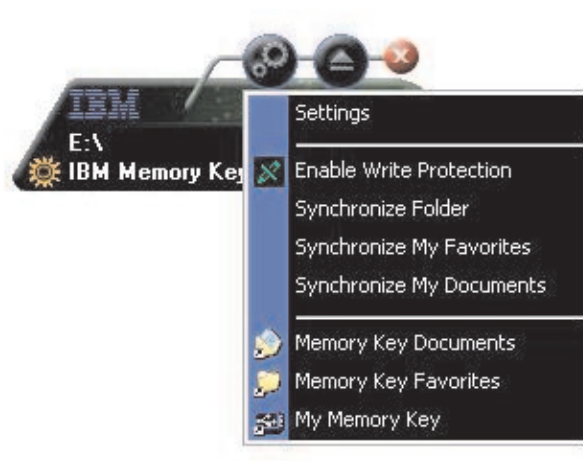 IBM
E:\
IBM Memory Key
Settings
Enable Write Protection
Synchronize Folder
Synchronize My Favorites
Synchronize My Documents
Memory Key Documents
Memory Key Favorites
My Memory Key